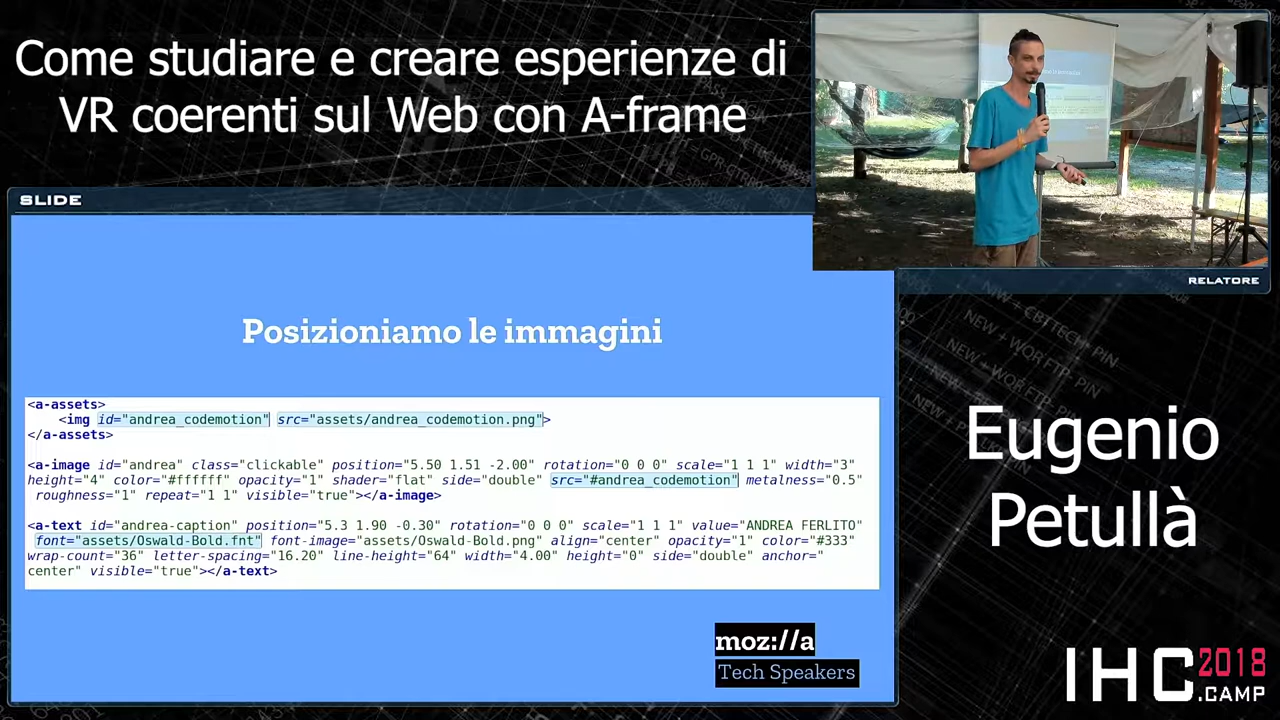 Come studiare e creare esperienze di
VR coerenti sul Web con A-frame
SLIDE
Posizioniamo le immagini
<a-assets>
<img id="andrea_codemotion" src="assets/andrea_codemotion.png">
</a-assets>
<a-image id="andrea" class="clickable" position="5.50 1.51 -2.00" rotation="0 0 0" scale="1 1 1" width="3"
height="4" color="#ffffff" opacity="1" shader="flat" side="double" src="#andrea_codemotion" metalness="0.5"
roughness="1" repeat="1 1" visible="true"></a-image>
<a-text id="andrea-caption" position="5.3 1.90 -0.30" rotation="0 0 0" scale="1 1 1" value="ANDREA FERLITO"
font="assets/Oswald-Bold.fnt" font-image="assets/Oswald-Bold.png" align="center" opacity="1" color="#333"
wrap-count="36" letter-spacing="16.20" line-height="64" width="4.00" height="0" side="double" anchor="
center" visible="true"></a-text>
moz://a
Tech Speakers
RELATORE
NEW + CBTTECH + PIN
NEW + WQR FTP- PIN
Eugenio
Petullà
IHC 2018
.CAMP